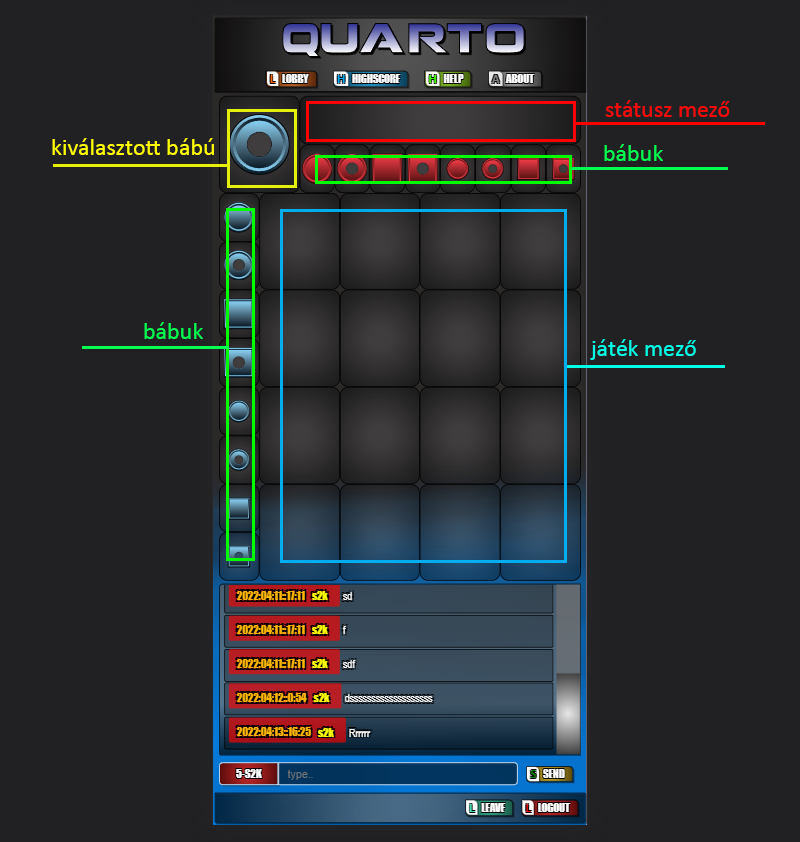 QUARTO
L LOBBY H HIGHSCORE H HELP A ABOUT
státusz mező
kiválasztott bábú
bábuk
bábuk
játék mező
2022:04:11::17:11 s2k sd
2022:04:11::17:11 s2k f
2022:04:11::17:11 s2k sdf
2022:04:12::0:54 s2k dssssssssssssssssssss
2022:04:13::16:25 s2k Rrrrrr
5-S2K type.. S SEND
L LEAVE L LOGOUT